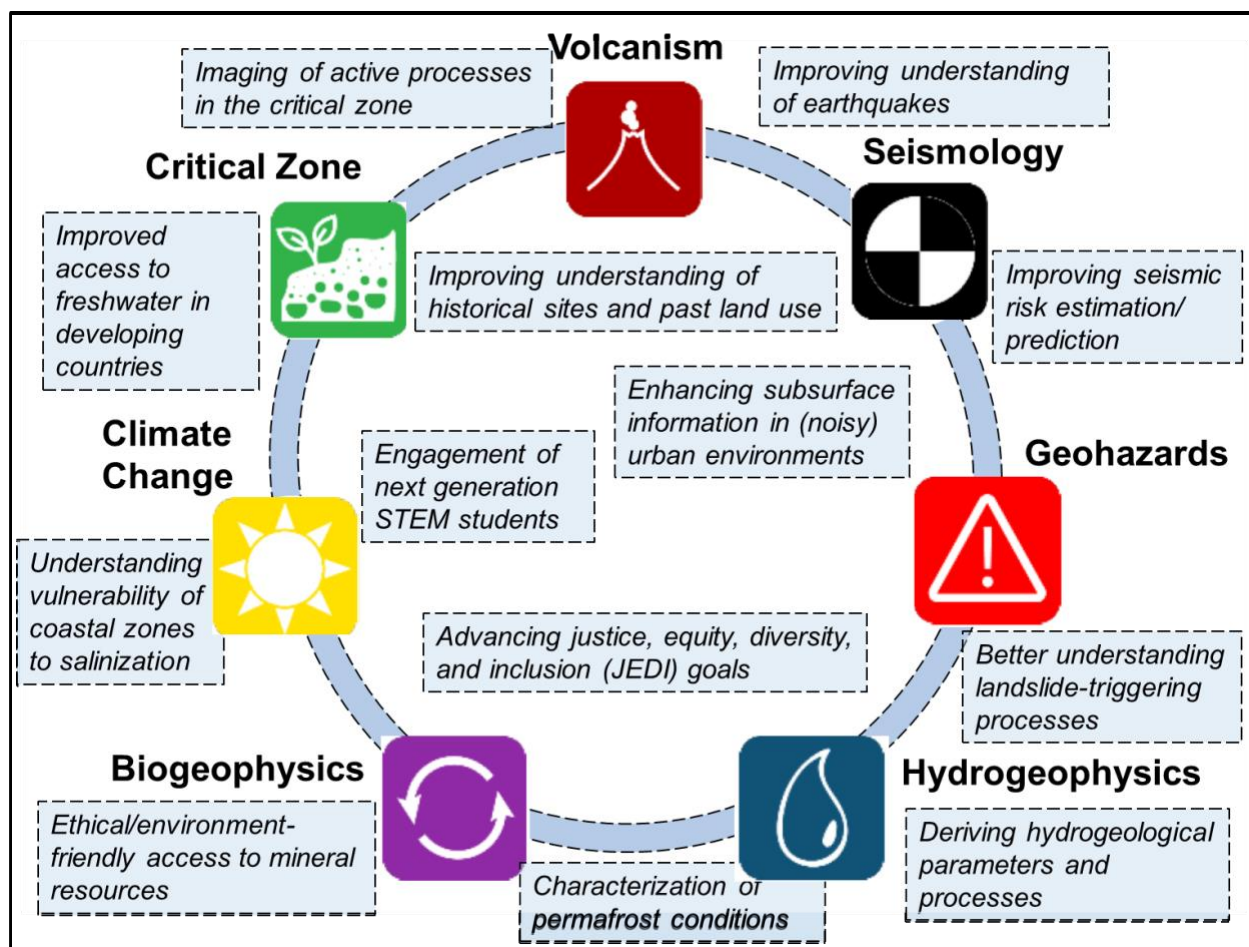 Volcanism
Imaging of active processes
in the critical zone
Improving understanding
of earthquakes
Critical Zone
Seismology
Improved
access to
freshwater in
developing
countries
Improving understanding of
historical sites and past land use
Improving seismic
risk estimation/
prediction
Enhancing subsurface
information in (noisy)
urban environments
Climate
Change
Engagement of
next generation
STEM students
Geohazards
Understanding
vulnerability of
coastal zones
to salinization
Advancing justice, equity, diversity,
and inclusion (JEDI) goals
Better understanding
landslide-triggering
processes
Biogeophysics
Hydrogeophysics
Ethical/environment-
friendly access to mineral
resources
Characterization of
permafrost conditions
Deriving hydrogeological
parameters and
processes